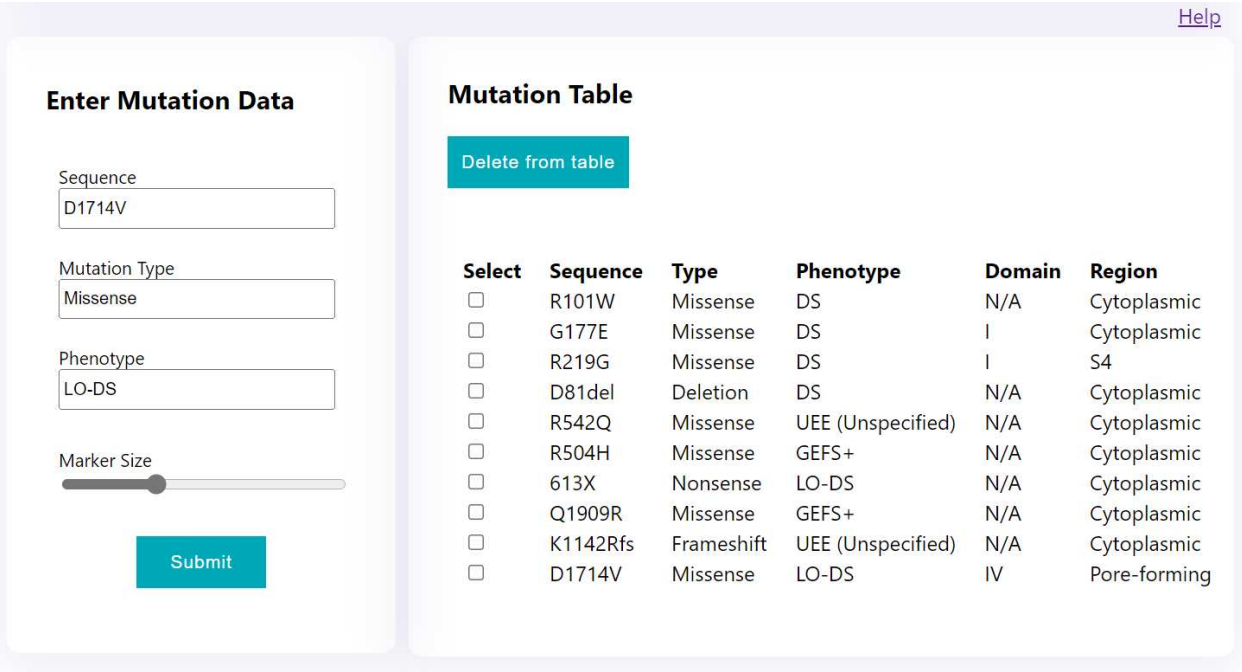 Help
Enter Mutation Data
Sequence
D1714V
Mutation Type
Missense
Phenotype
LO-DS
Marker Size
Submit
Mutation Table
Delete from table
Select Sequence Type Phenotype Domain Region
R101W Missense DS N/A Cytoplasmic
G177E Missense DS I Cytoplasmic
R219G Missense DS I S4
D81del Deletion DS N/A Cytoplasmic
R542Q Missense UEE (Unspecified) N/A Cytoplasmic
R504H Missense GEFS+ N/A Cytoplasmic
613X Nonsense LO-DS N/A Cytoplasmic
Q1909R Missense GEFS+ N/A Cytoplasmic
K1142Rfs Frameshift UEE (Unspecified) N/A Cytoplasmic
D1714V Missense LO-DS IV Pore-forming